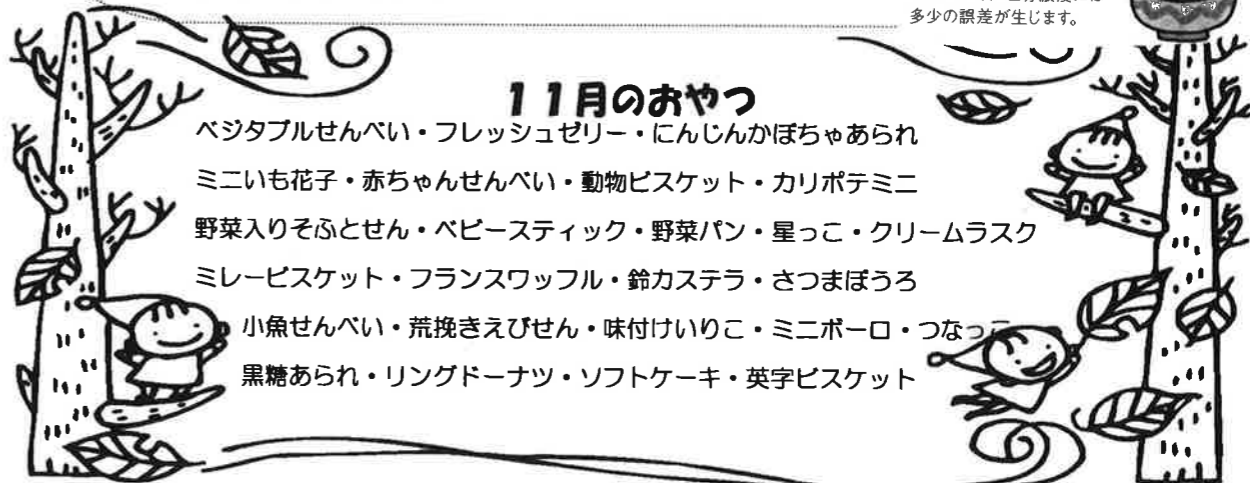 多少の誤差が生じます。
11月のおやつ
ベジタブルせんべい・フレッシュゼリー・にんじんかぼちゃあられ
ミニいも花子・赤ちゃんせんべい・動物ビスケット・カリポテミニ
野菜入りそふとせん・ベビースティック・野菜パン・星っこ・クリームラスク
ミレービスケット・フランスワッフル・鈴カステラ・さつまぼうろ
小魚せんべい・荒挽きえびせん・味付けいりこ・ミニボーロ・つなっこ
黒糖あられ・リングドーナツ・ソフトケーキ・英字ビスケット